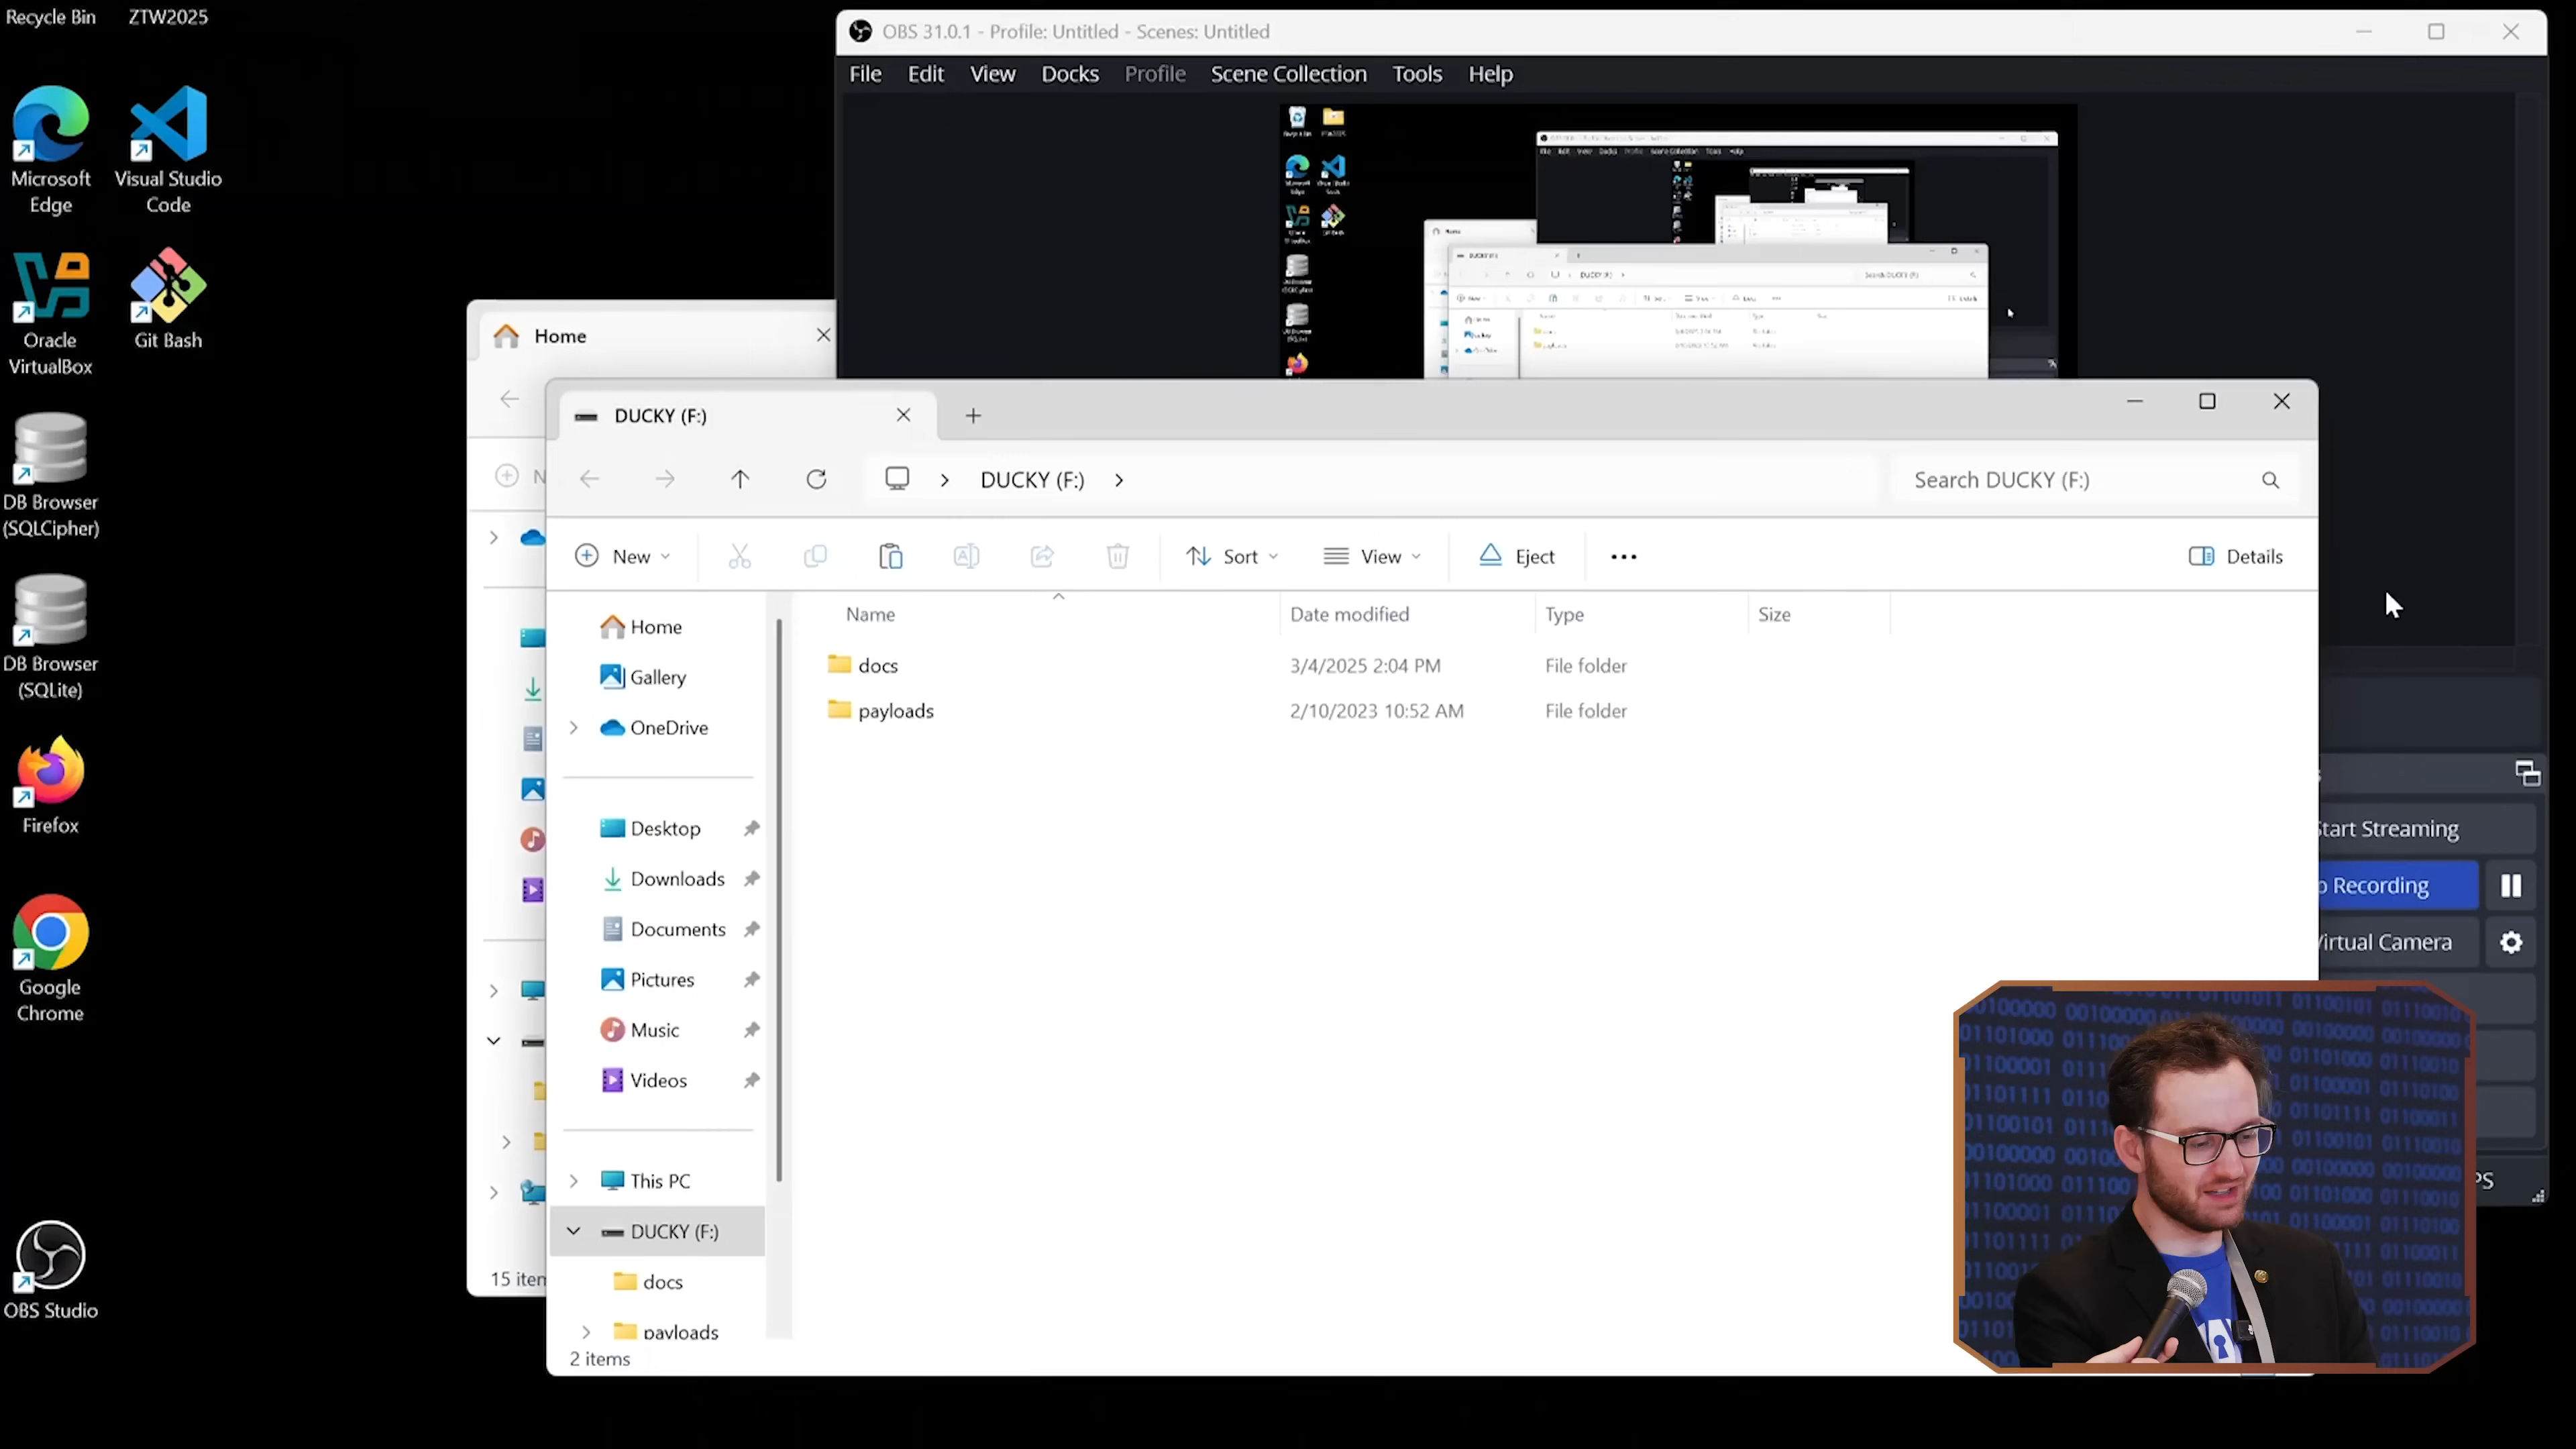 Recycle Bin
ZTW2025
Microsoft
Edge
Visual Studio
Code
Oracle
VirtualBox
Git Bash
DB Browser
(SQLCipher)
DB Browser
(SQLite)
Firefox
Google
Chrome
OBS Studio
OBS 31.0.1 - Profile: Untitled - Scenes: Untitled
File Edit View Docks Profile Scene Collection Tools Help
Home
15 item
DUCKY (F:)
DUCKY (F:)
Search DUCKY (F:)
New
Sort
View
Eject
Details
Name Date modified Type Size
docs 3/4/2025 2:04 PM File folder
payloads 2/10/2023 10:52 AM File folder
Home
Gallery
OneDrive
Desktop
Downloads
Documents
Pictures
Music
Videos
This PC
DUCKY (F:)
docs
payloads
2 items
Start Streaming
Recording
Virtual Camera